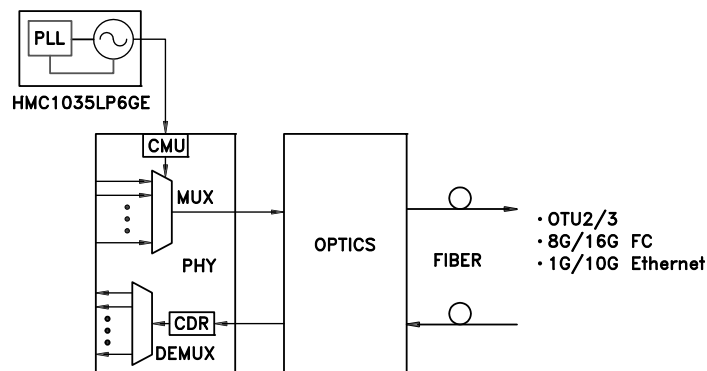 PLL
HMC1035LP6GE
CMU
MUX
PHY
OPTICS
FIBER
· OTU2/3
· 8G/16G FC
· 1G/10G Ethernet
CDR
DEMUX